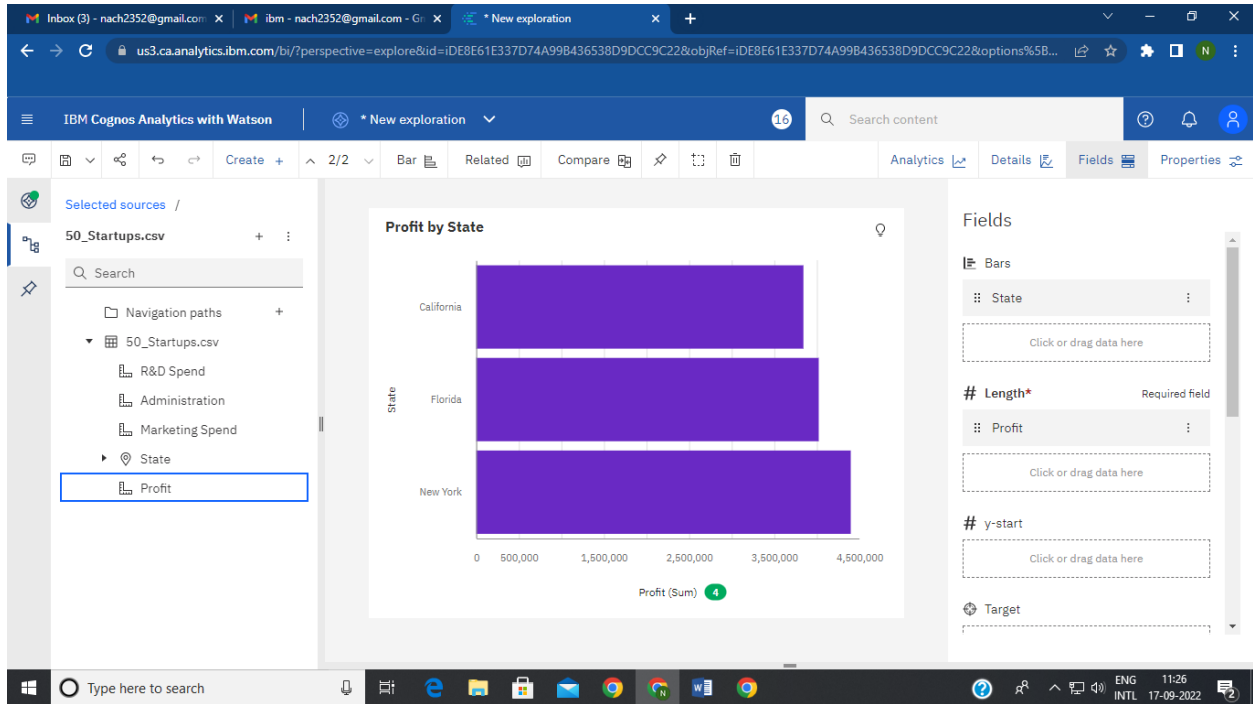 Inbox (3) - nach2352@gmail.com
ibm - nach2352@gmail.com - Gm
* New exploration
us3.ca.analytics.ibm.com/bi/?perspective=explore&id=iDE8E61E337D74A99B436538D9DCC9C22&objRef=iDE8E61E337D74A99B436538D9DCC9C22&options%5B...
N
IBM Cognos Analytics with Watson
* New exploration
16
Search content
Create +
2/2
Bar
Related
Compare
Analytics
Details
Fields
Properties
Selected sources /
50_Startups.csv
Search
Navigation paths
50_Startups.csv
R&D Spend
Administration
Marketing Spend
State
Profit
Profit by State
California
Florida
New York
State
0 500,000 1,500,000 2,500,000 3,500,000 4,500,000
Profit (Sum) 4
Fields
Bars
State
Click or drag data here
# Length* Required field
Profit
Click or drag data here
# y-start
Click or drag data here
Target
Type here to search
ENG
INTL
11:26
17-09-2022
2